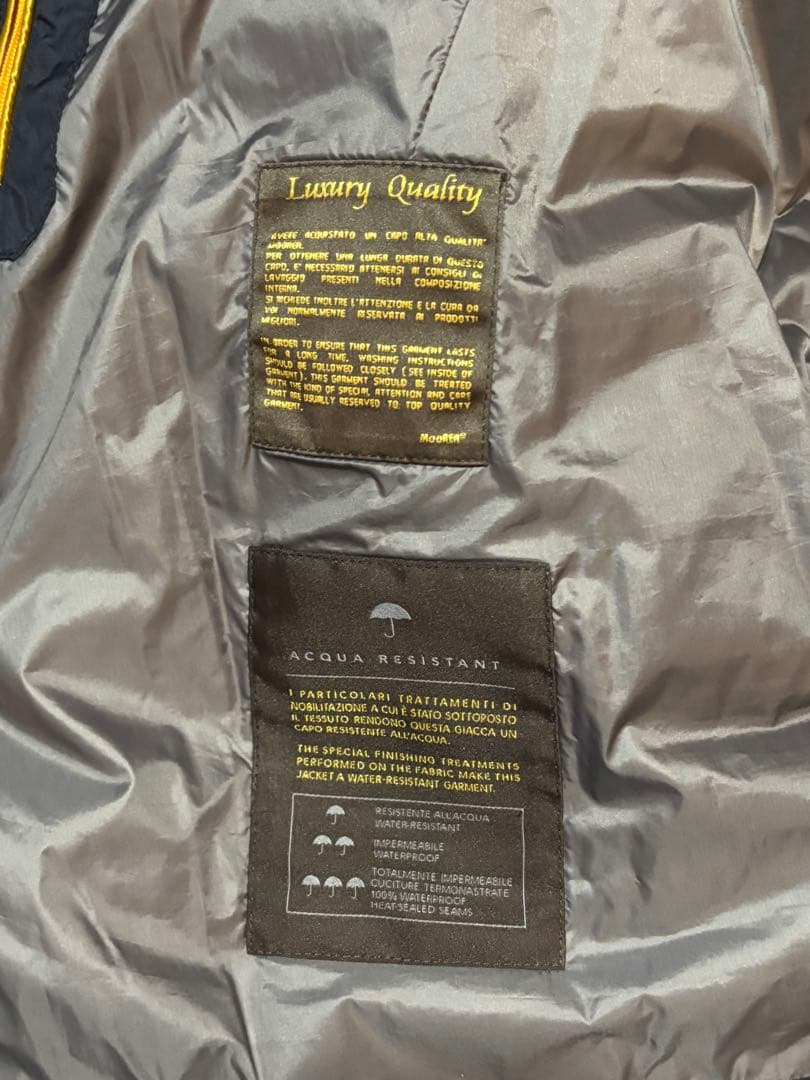 Luxury Quality
AVETE ACQUISTATO UN CAPO ALTA QUALITA'
MOOREA.
PER OTTENERE UNA LUNGA DURATA DI QUESTO
CAPO, E' NECESSARIO ATTENERSI AI CONSIGLI DI
LAVAGGIO PRESENTI NELLA COMPOSIZIONE
INTERNA.
SI RICHIEDE INOLTRE L'ATTENZIONE E LA CURA DA
VOI NORMALMENTE RISERVATA AI PRODOTTI
MIGLIORI.
IN ORDER TO ENSURE THAT THIS GARMENT LASTS
FOR A LONG TIME. WASHING INSTRUCTIONS
SHOULD BE FOLLOWED CLOSELY (SEE INSIDE OF
GARMENT). THIS GARMENT SHOULD BE TREATED
WITH THE KIND OF SPECIAL ATTENTION AND CARE
THAT ARE USUALLY RESERVED TO TOP QUALITY
GARMENT.
MOOREA®
ACQUA RESISTANT
I PARTICOLARI TRATTAMENTI DI
NOBILITAZIONE A CUI È STATO SOTTOPOSTO
IL TESSUTO RENDONO QUESTA GIACCA UN
CAPO RESISTENTE ALL'ACQUA.
THE SPECIAL FINISHING TREATMENTS
PERFORMED ON THE FABRIC MAKE THIS
JACKET A WATER-RESISTANT GARMENT.
RESISTENTE ALL'ACQUA
WATER-RESISTANT
IMPERMEABILE
WATERPROOF
TOTALMENTE IMPERMEABILE
CUCITURE TERMONASTRATE
100% WATERPROOF
HEAT-SEALED SEAMS